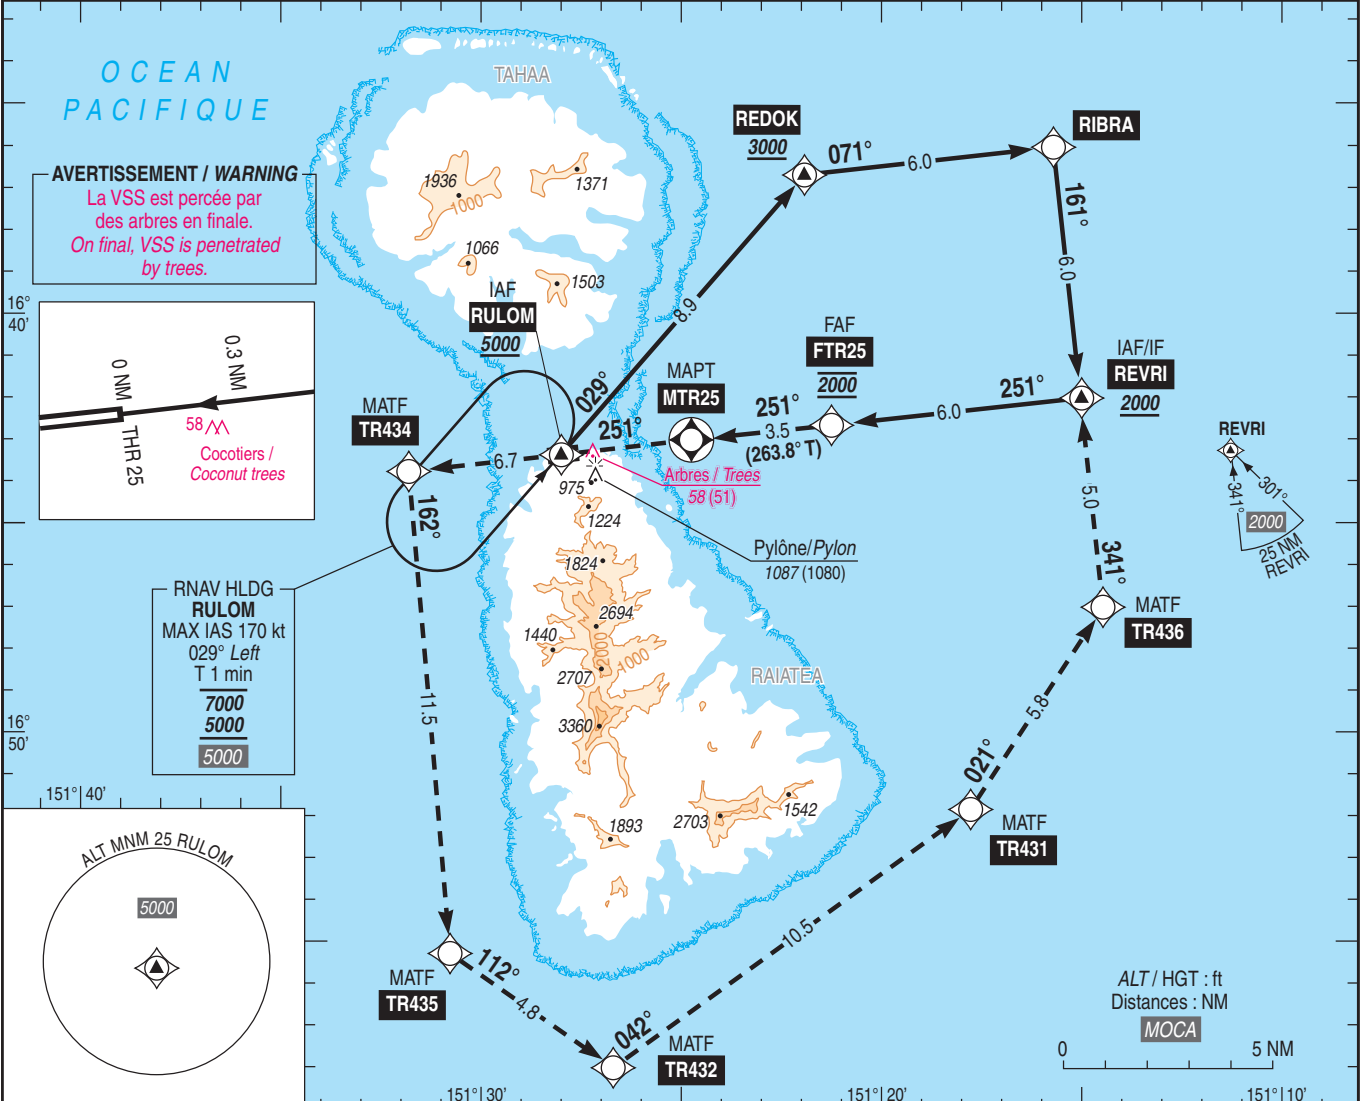 OCEAN
PACIFIQUE
TAHAA
AVERTISSEMENT / WARNING
La VSS est percée par
des arbres en finale.
On final, VSS is penetrated
by trees.
1936
1000
1371
1066
1503
REDOK
3000
071°
6.0
RIBRA
161°
6.0
16°
40'
0 NM
0.3 NM
THR 25
58
Cocotiers /
Coconut trees
IAF
RULOM
5000
8.9
029°
MAPT
MTR25
FAF
FTR25
2000
IAF/IF
REVRI
2000
251°
6.0
251°
3.5
(263.8° T)
251°
6.7
MATF
TR434
162°
Arbres / Trees
58 (51)
Pylône/Pylon
1087 (1080)
975
1224
1824
2694
1440
1000
1000
2707
3360
RAIATEA
1893
2703
1542
REVRI
341°
301°
2000
25 NM
REVRI
5.0
341°
MATF
TR436
5.8
021°
MATF
TR431
RNAV HLDG
RULOM
MAX IAS 170 kt
029° Left
T 1 min
7000
5000
5000
11.5
16°
50'
151° 40'
ALT MNM 25 RULOM
5000
MATF
TR435
112°
4.8
042°
10.5
MATF
TR432
ALT / HGT : ft
Distances : NM
MOCA
0
5 NM
151° 30'
151° 20'
151° 10'